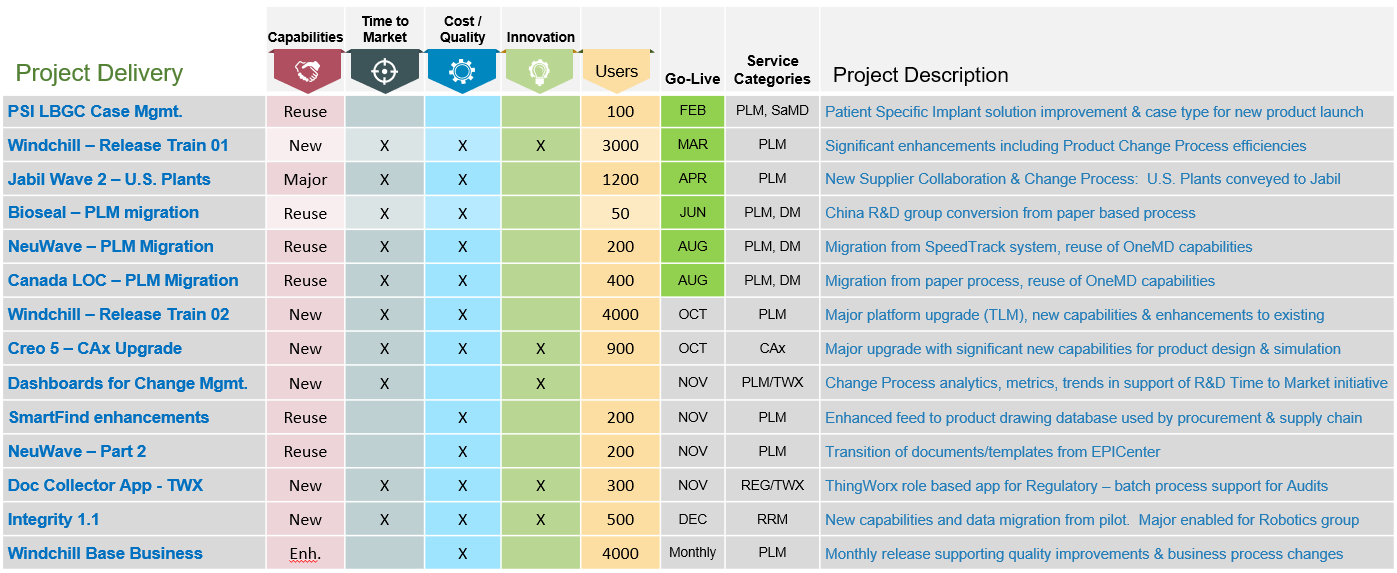 Project Delivery
Capabilities
Time to
Market
Cost /
Quality
Innovation
Users
Go-Live
Service
Categories
Project Description
PSI LBGC Case Mgmt. Reuse 100 FEB PLM, SaMD Patient Specific Implant solution improvement & case type for new product launch
Windchill – Release Train 01 New X X X 3000 MAR PLM Significant enhancements including Product Change Process efficiencies
Jabil Wave 2 – U.S. Plants Major X X 1200 APR PLM New Supplier Collaboration & Change Process: U.S. Plants conveyed to Jabil
Bioseal – PLM migration Reuse X X 50 JUN PLM, DM China R&D group conversion from paper based process
NeuWave – PLM Migration Reuse X X 200 AUG PLM, DM Migration from SpeedTrack system, reuse of OneMD capabilities
Canada LOC – PLM Migration Reuse X X 400 AUG PLM, DM Migration from paper process, reuse of OneMD capabilities
Windchill – Release Train 02 New X X 4000 OCT PLM Major platform upgrade (TLM), new capabilities & enhancements to existing
Creo 5 – CAx Upgrade New X X X 900 OCT CAx Major upgrade with significant new capabilities for product design & simulation
Dashboards for Change Mgmt. New X X NOV PLM/TWX Change Process analytics, metrics, trends in support of R&D Time to Market initiative
SmartFind enhancements Reuse X 200 NOV PLM Enhanced feed to product drawing database used by procurement & supply chain
NeuWave – Part 2 Reuse X 200 NOV PLM Transition of documents/templates from EPICenter
Doc Collector App - TWX New X X X 300 NOV REG/TWX ThingWorx role based app for Regulatory – batch process support for Audits
Integrity 1.1 New X X X 500 DEC RRM New capabilities and data migration from pilot. Major enabled for Robotics group
Windchill Base Business Enh. X 4000 Monthly PLM Monthly release supporting quality improvements & business process changes